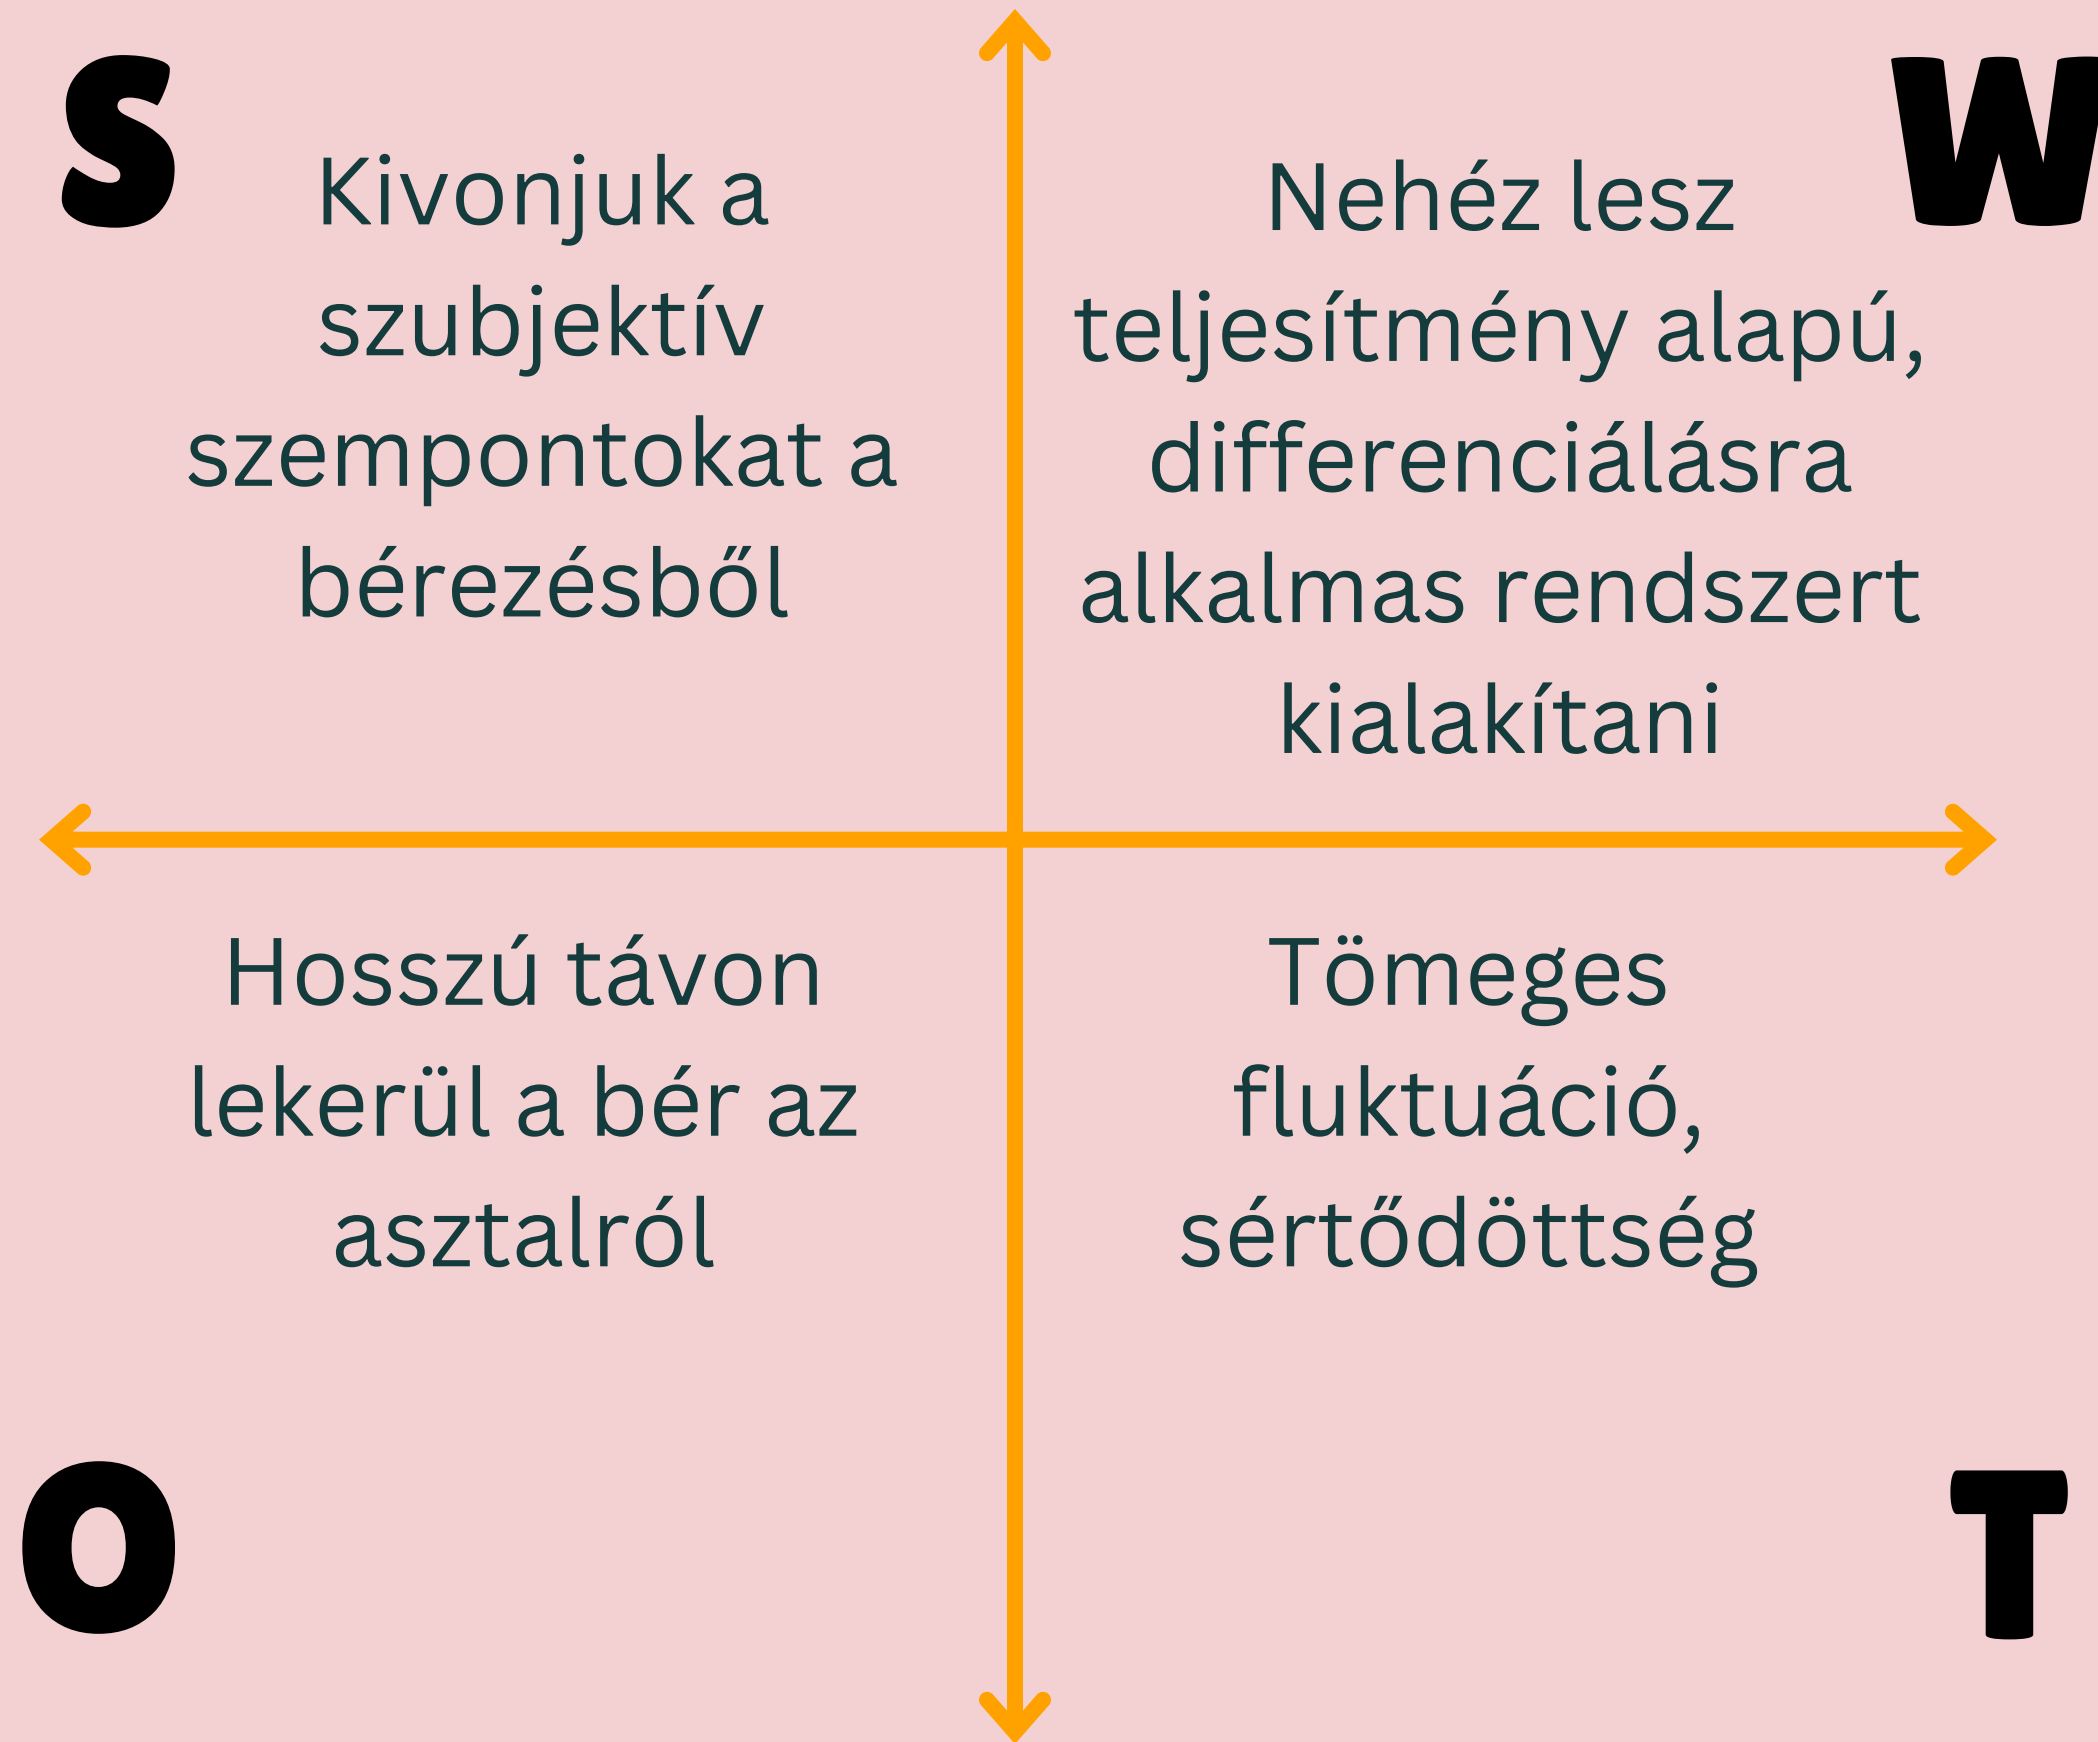 S
Kivonjuk a
szubjektív
szempontokat a
bérezésből
W
Nehéz lesz
teljesítmény alapú,
differenciálásra
alkalmas rendszert
kialakítani
Hosszú távon
lekerül a bér az
asztalról
O
Tömeges
fluktuáció,
sértődöttség
T